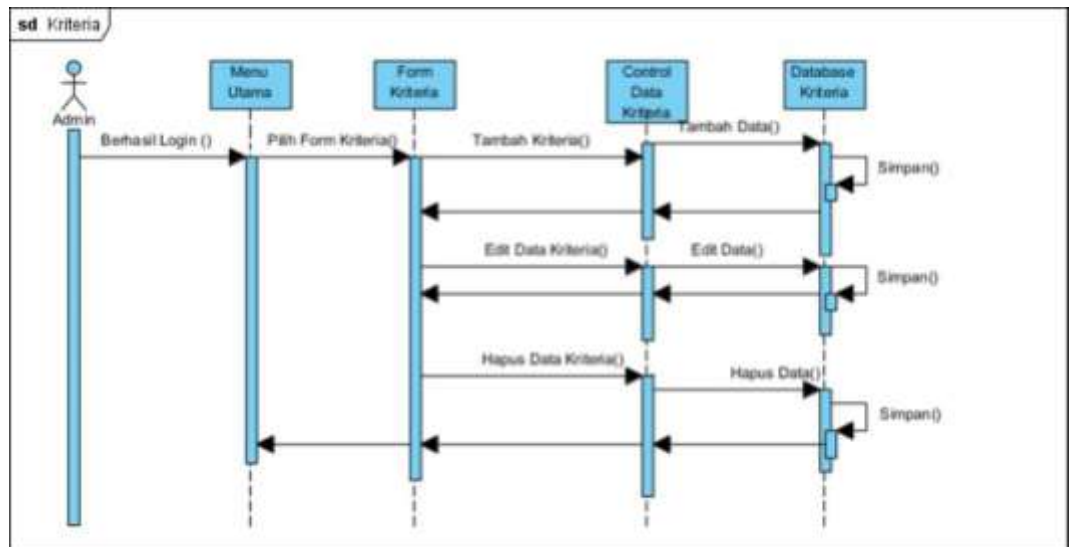 sd Kriteria
Admin
Menu
Utama
Form
Kriteria
Control
Data
Kriteria
Database
Kriteria
Berhasil Login ()
Pilih Form Kriteria()
Tambah Kriteria()
Tambah Data()
Simpan()
Edit Data Kriteria()
Edit Data()
Simpan()
Hapus Data Kriteria()
Hapus Data()
Simpan()